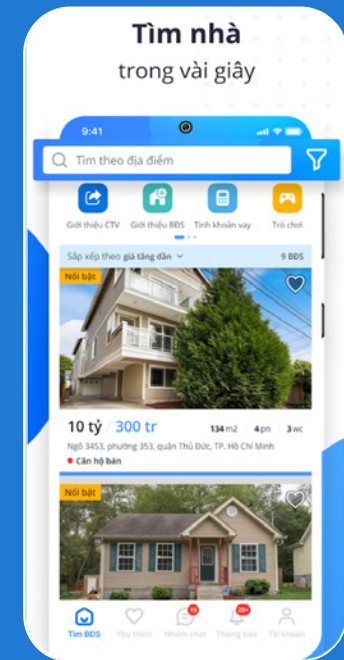 Tìm nhà
trong vài giây
9:41
Tìm theo địa điểm
Giới thiệu CTV Giới thiệu BĐS Tính khoản vay Trò chơi
Sắp xếp theo giá tăng dần 9 BĐS
Nổi bật
10 tỷ / 300 tr 134 m2 4 pn 3 wc
Ngõ 3453, phường 353, quận Thủ Đức, TP. Hồ Chí Minh
Căn hộ bán
Nổi bật
15 28+
Tìm BĐS Yêu thích Nhóm chat Thông báo Tài khoản